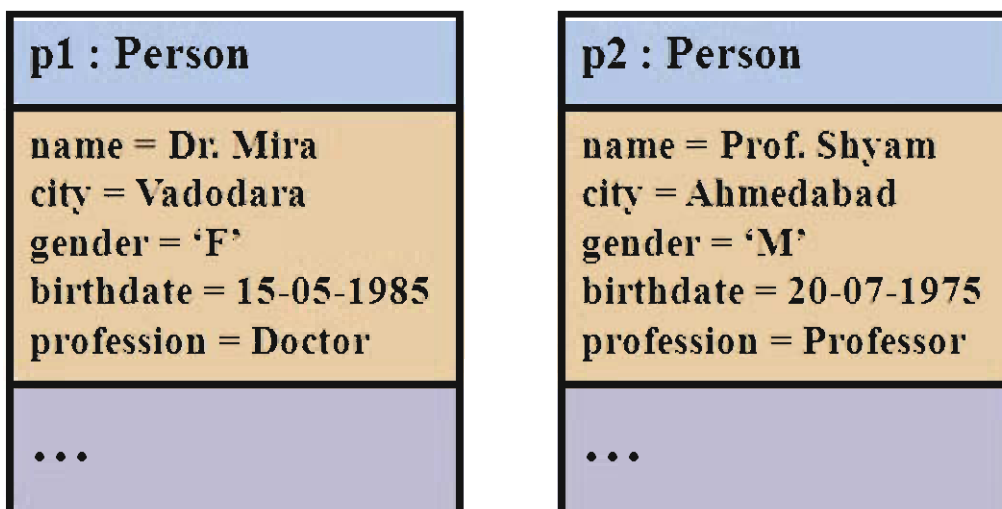 p1 : Person
name = Dr. Mira
city = Vadodara
gender = ‘F’
birthdate = 15-05-1985
profession = Doctor
...
p2 : Person
name = Prof. Shyam
city = Ahmedabad
gender = ‘M’
birthdate = 20-07-1975
profession = Professor
...